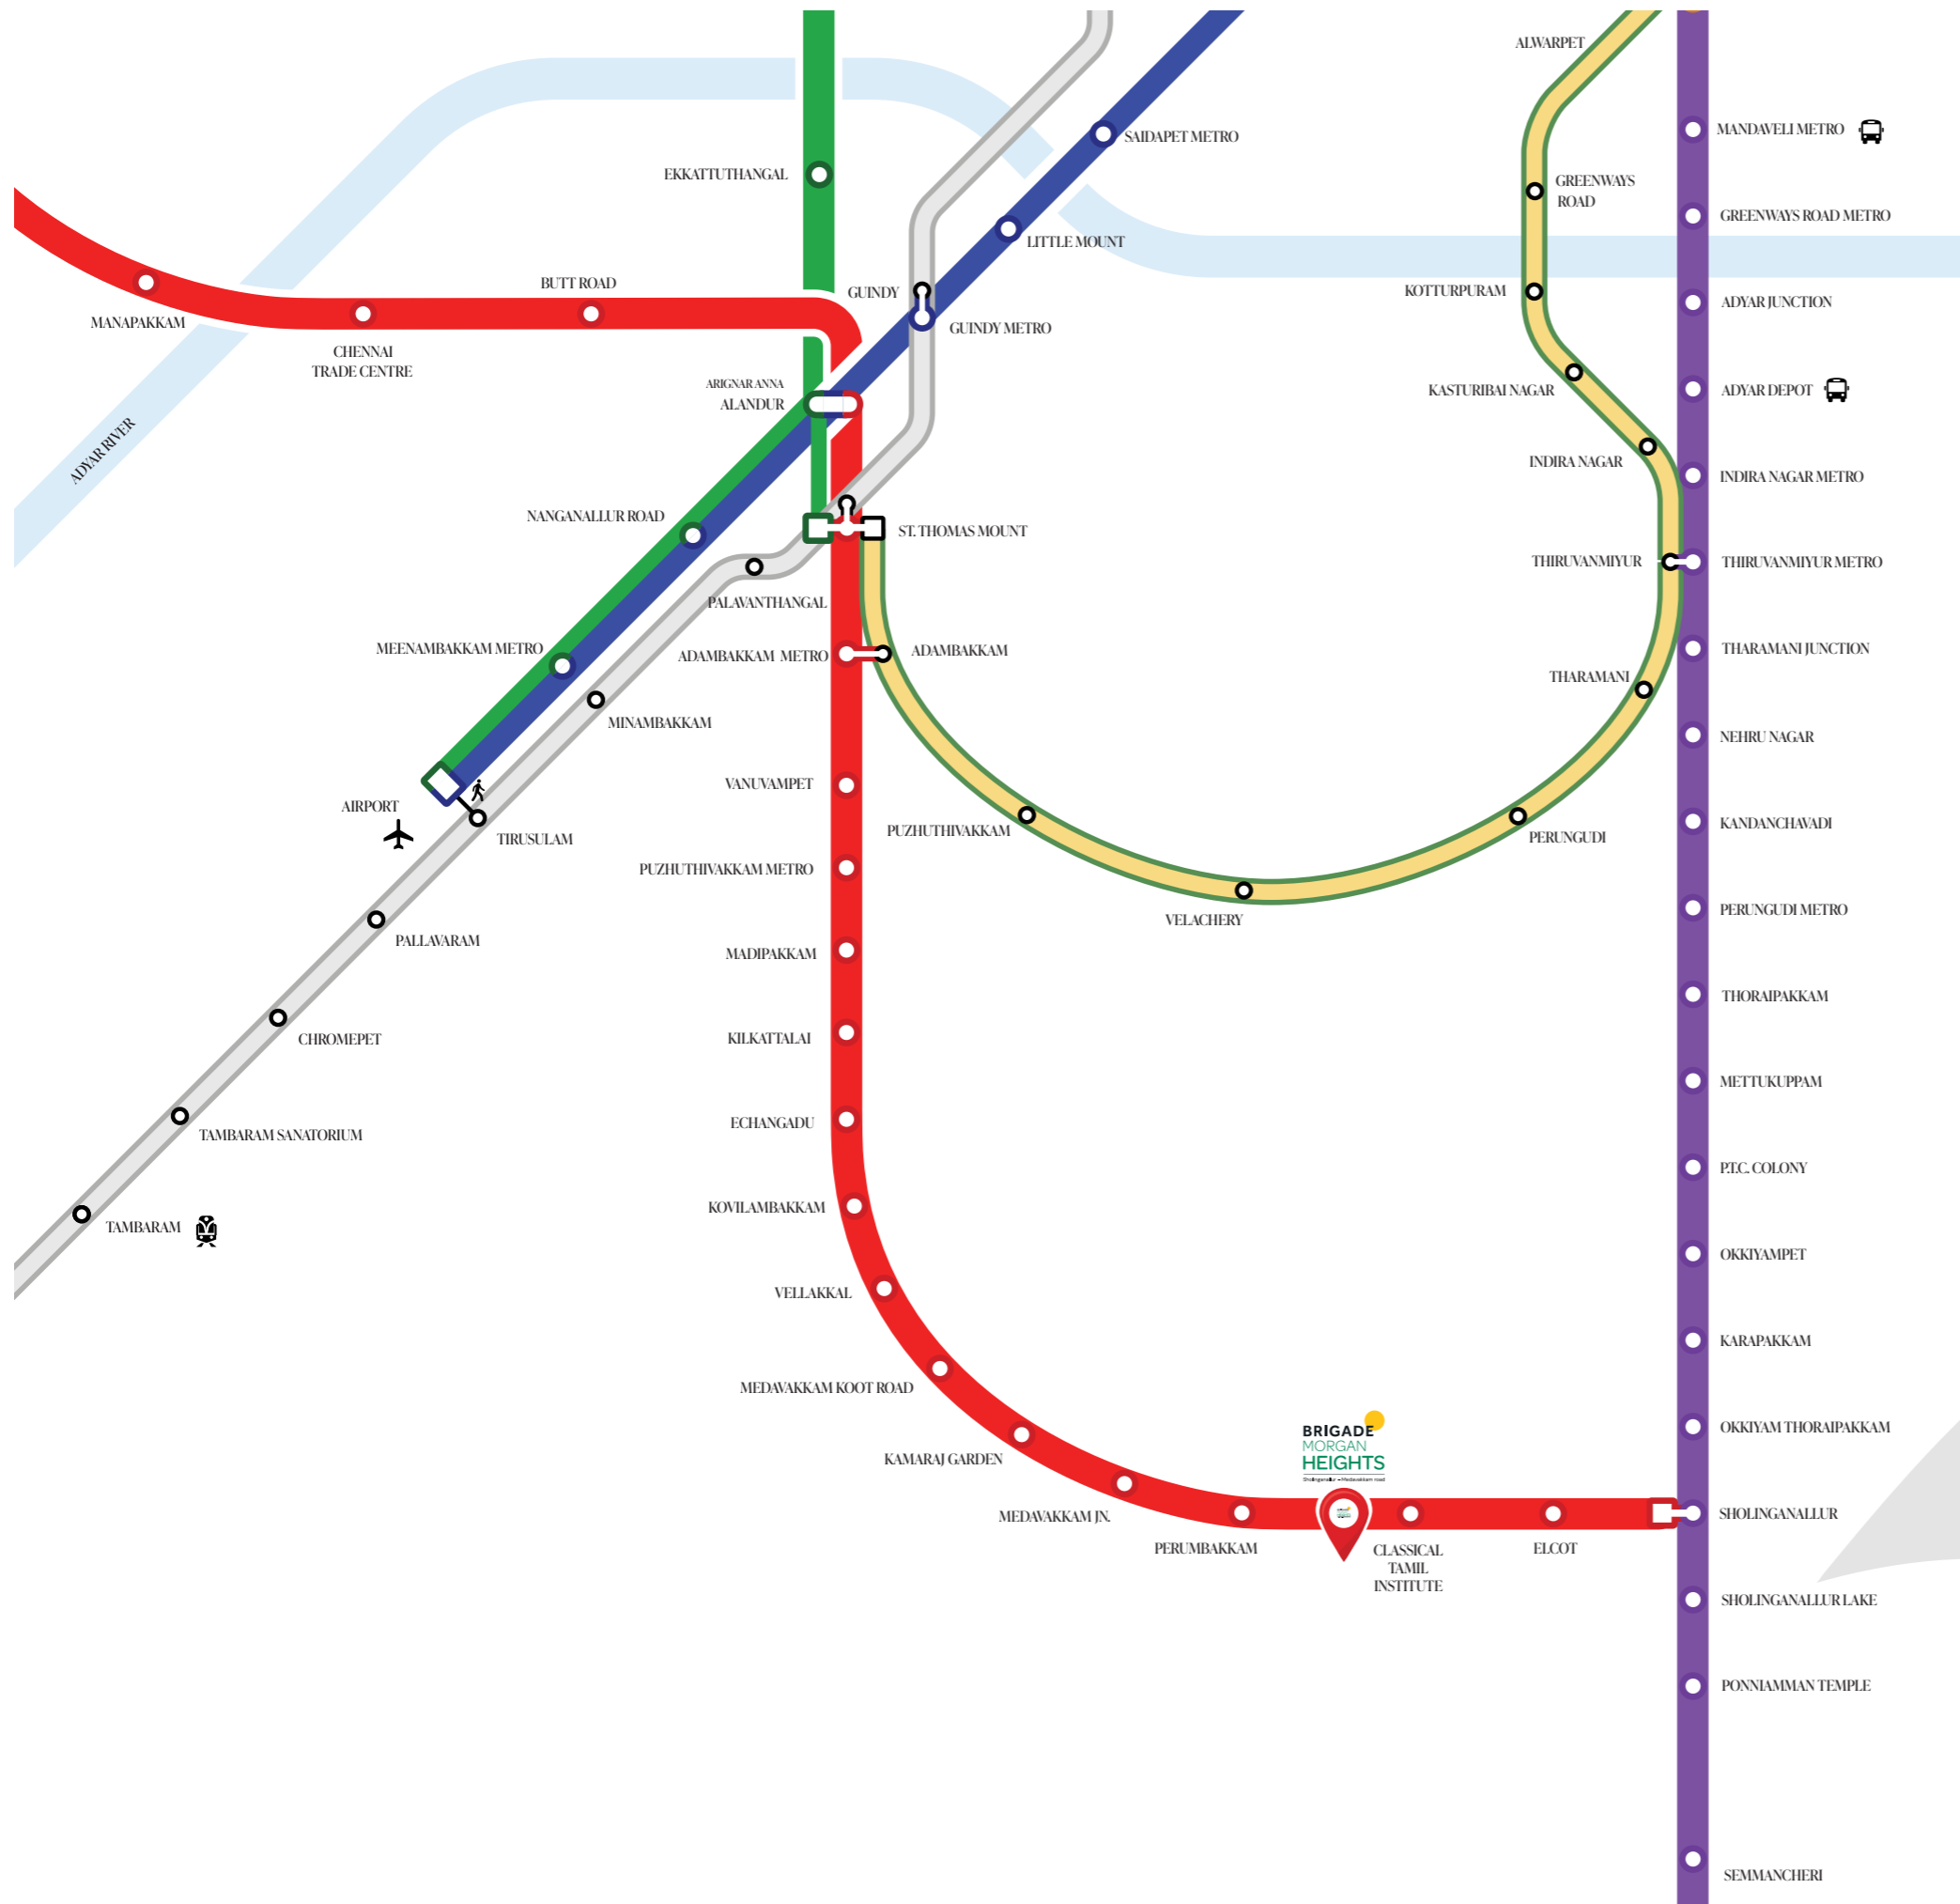 ALWARPET
MANDAVELI METRO
SAIDAPET METRO
EKKATTUTHANGAL
GREENWAYS
ROAD
GREENWAYS ROAD METRO
LITTLE MOUNT
BUTT ROAD
GUINDY
KOTTURPURAM
ADYAR JUNCTION
MANAPAKKAM
GUINDY METRO
CHENNAI
TRADE CENTRE
ARIGNAR ANNA
ALANDUR
KASTURIBAI NAGAR
ADYAR DEPOT
ADYAR RIVER
INDIRA NAGAR
INDIRA NAGAR METRO
NANGANALLUR ROAD
ST. THOMAS MOUNT
THIRUVANMIYUR
THIRUVANMIYUR METRO
PALAVANTHANGAL
MEENAMBAKKAM METRO
ADAMBAKKAM METRO
ADAMBAKKAM
THARAMANI JUNCTION
THARAMANI
MINAMBAKKAM
NEHRU NAGAR
VANUVAMPET
AIRPORT
TIRUSULAM
PUZHUTHIVAKKAM
PERUNGUDI
KANDANCHAVADI
PUZHUTHIVAKKAM METRO
VELACHERY
PERUNGUDI METRO
PALLAVARAM
MADIPAKKAM
THORAIPAKKAM
CHROMEPET
KILKATTALAI
METTUKUPPAM
TAMBARAM SANATORIUM
ECHANGADU
P.T.C. COLONY
TAMBARAM
KOVILAMBAKKAM
OKKIYAMPET
VELLAKKAL
KARAPAKKAM
MEDAVAKKAM KOOT ROAD
BRIGADE
MORGAN
HEIGHTS
Sholinganallur - Medavakkam road
OKKIYAM THORAIPAKKAM
KAMARAJ GARDEN
MEDAVAKKAM JN.
SHOLINGANALLUR
PERUMBAKKAM
CLASSICAL
TAMIL
INSTITUTE
ELCOT
SHOLINGANALLUR LAKE
PONNIAMMAN TEMPLE
SEMMANCHERI